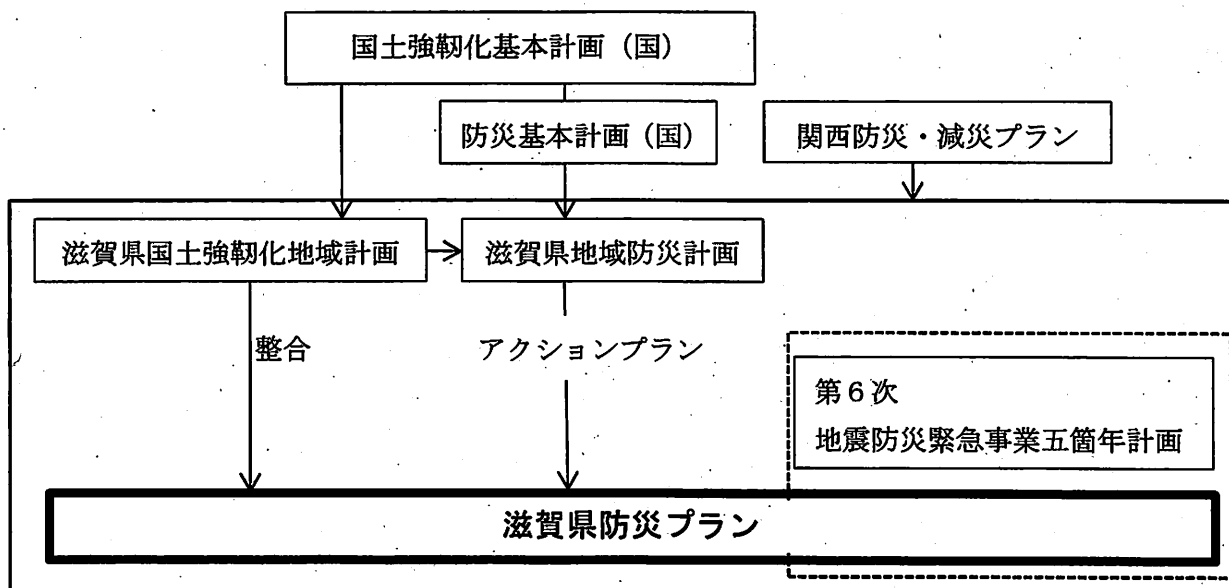 国土強靱化基本計画（国）
防災基本計画（国）
関西防災・減災プラン
滋賀県国土強靱化地域計画
滋賀県地域防災計画
整合
アクションプラン
第６次
地震防災緊急事業五箇年計画
滋賀県防災プラン